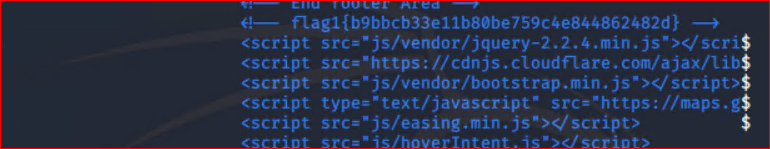 <!— End footer Area —>
<!— flag1{b9bbcb33e11b80be759c4e844862482d} —>
<script src="js/vendor/jquery-2.2.4.min.js"></scri$
<script src="https://cdnjs.cloudflare.com/ajax/lib$
<script src="js/vendor/bootstrap.min.js"></script>$
<script type="text/javascript" src="https://maps.g$
<script src="js/easing.min.js"></script> $
<script src="js/hoverIntent.js"></script>